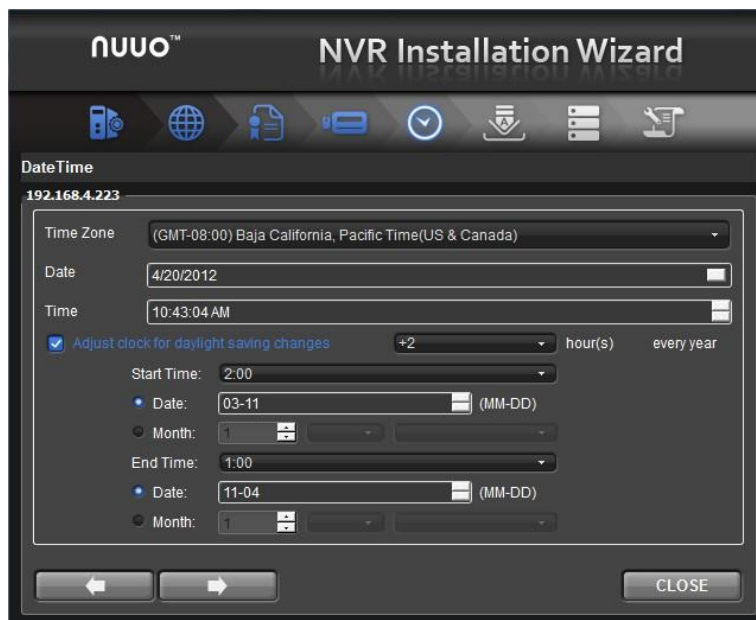 nuuo™ NVR Installation Wizard
DateTime
192.168.4.223
Time Zone (GMT-08:00) Baja California, Pacific Time(US & Canada)
Date 4/20/2012
Time 10:43:04 AM
Adjust clock for daylight saving changes +2 hour(s) every year
Start Time: 2:00
Date: 03-11 (MM-DD)
Month: 1
End Time: 1:00
Date: 11-04 (MM-DD)
Month: 1
CLOSE